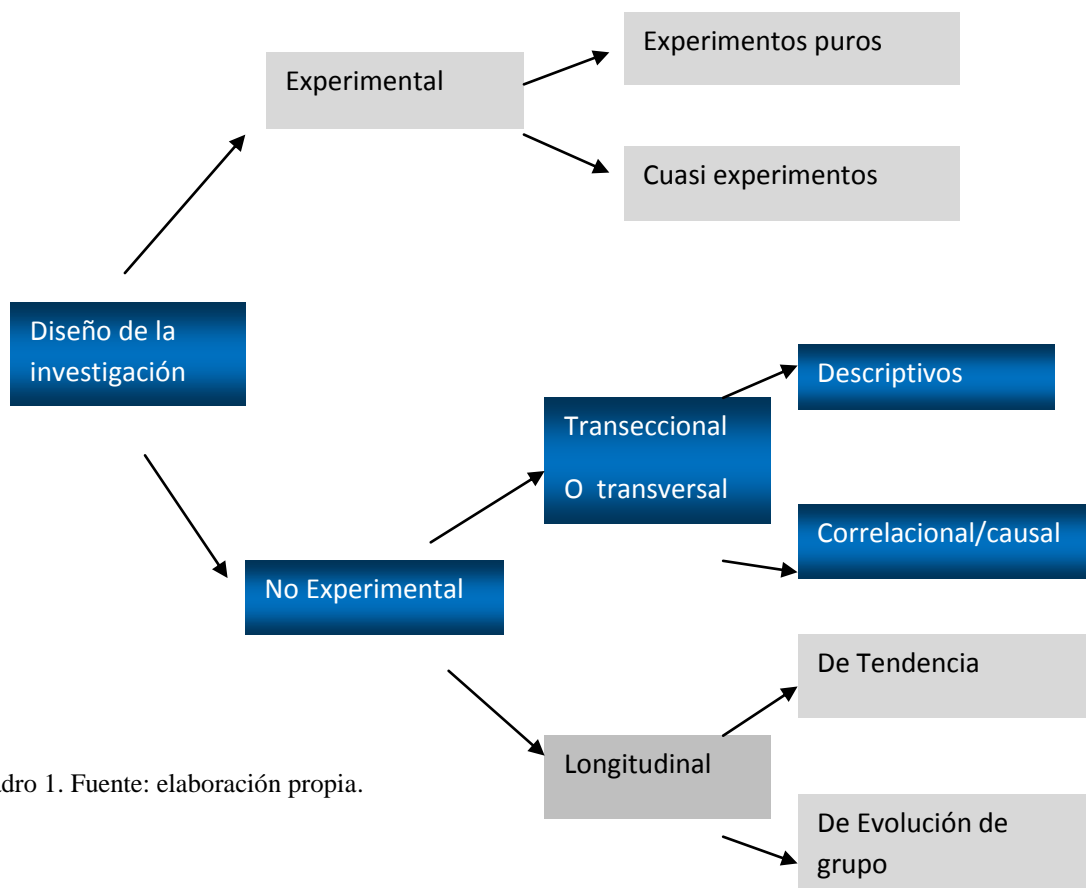 Experimentos puros
Experimental
Cuasi experimentos
Diseño de la
investigación
Descriptivos
Transeccional
O transversal
Correlacional/causal
No Experimental
De Tendencia
Longitudinal
dro 1. Fuente: elaboración propia.
De Evolución de
grupo